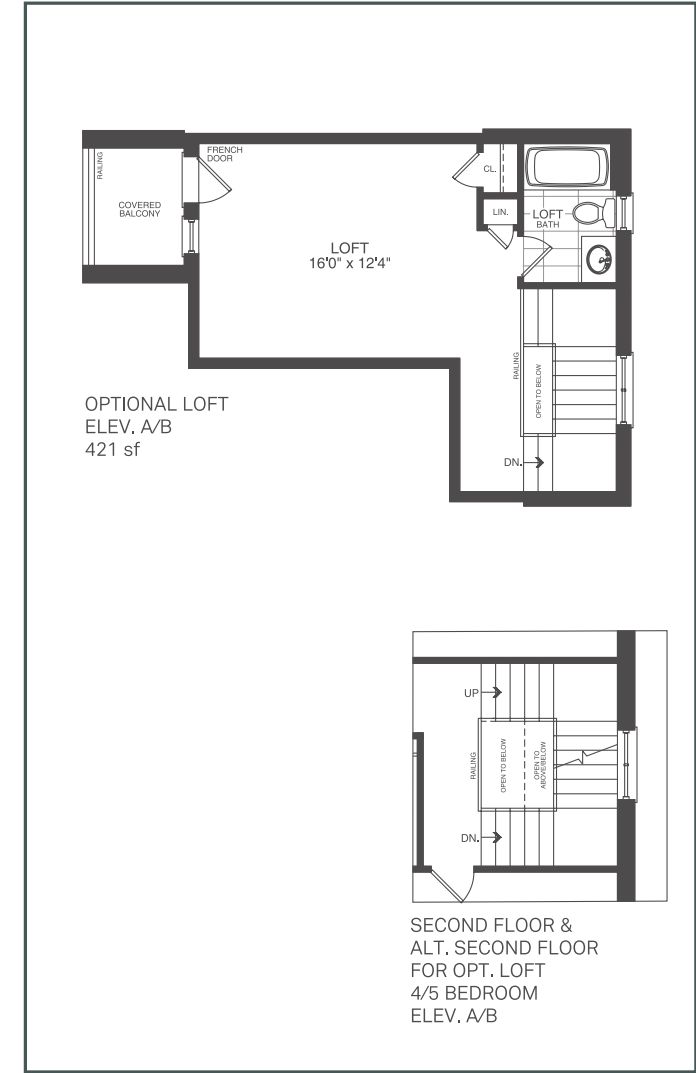 FRENCH
DOOR
RAILING
CL.
COVERED
BALCONY
LIN.
LOFT
BATH
LOFT
16'0" x 12'4"
RAILING
OPEN TO BELOW
DN.
OPTIONAL LOFT
ELEV. A/B
421 sf
UP
RAILING
OPEN TO BELOW
OPEN TO
ABOVE/BELOW
DN.
SECOND FLOOR &
ALT. SECOND FLOOR
FOR OPT. LOFT
4/5 BEDROOM
ELEV. A/B